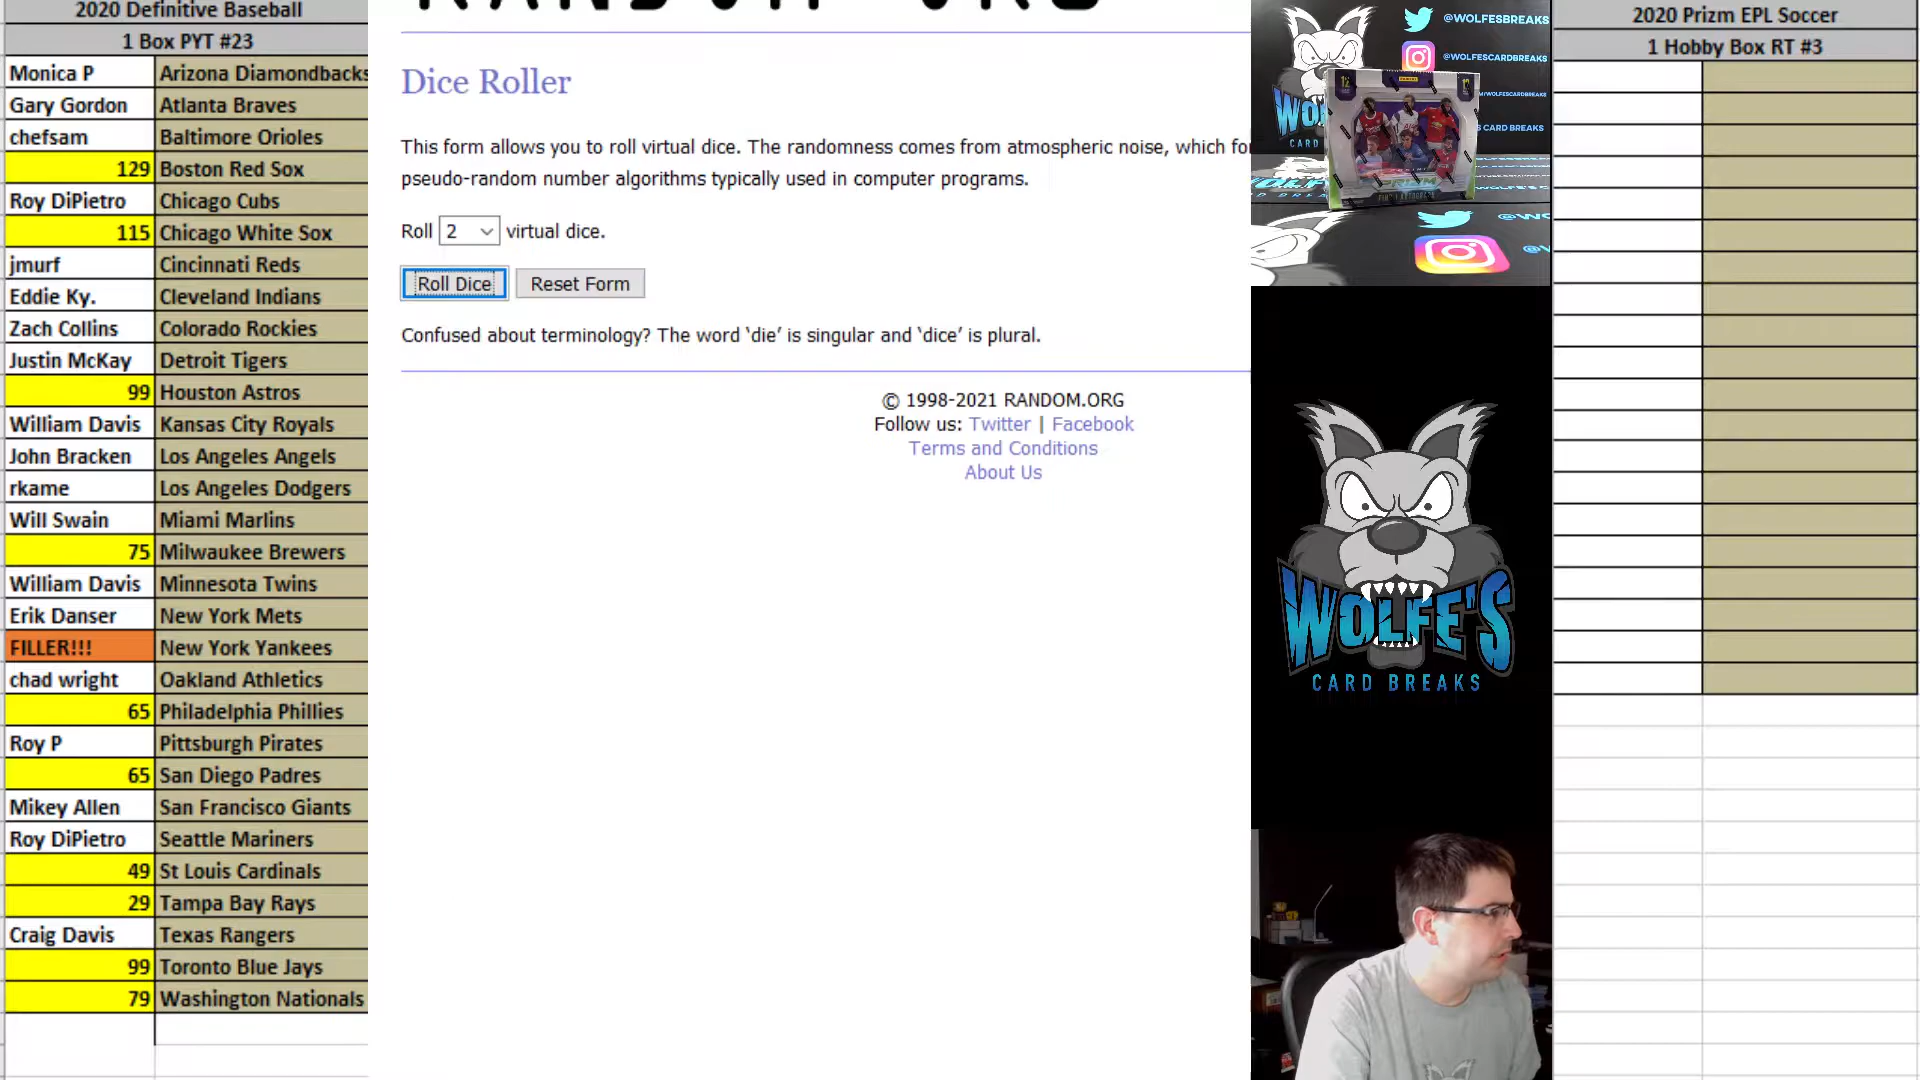 2020 Definitive Baseball
1 Box PYT #23
Monica P Arizona Diamondbacks
Gary Gordon Atlanta Braves
chefsam Baltimore Orioles
129 Boston Red Sox
Roy DiPietro Chicago Cubs
115 Chicago White Sox
jmurf Cincinnati Reds
Eddie Ky. Cleveland Indians
Zach Collins Colorado Rockies
Justin McKay Detroit Tigers
99 Houston Astros
William Davis Kansas City Royals
John Bracken Los Angeles Angels
rkame Los Angeles Dodgers
Will Swain Miami Marlins
75 Milwaukee Brewers
William Davis Minnesota Twins
Erik Danser New York Mets
FILLER!!! New York Yankees
chad wright Oakland Athletics
65 Philadelphia Phillies
Roy P Pittsburgh Pirates
65 San Diego Padres
Mikey Allen San Francisco Giants
Roy DiPietro Seattle Mariners
49 St Louis Cardinals
29 Tampa Bay Rays
Craig Davis Texas Rangers
99 Toronto Blue Jays
79 Washington Nationals
Dice Roller
This form allows you to roll virtual dice. The randomness comes from atmospheric noise, which fo
pseudo-random number algorithms typically used in computer programs.
Roll 2 virtual dice.
Roll Dice Reset Form
Confused about terminology? The word ‘die’ is singular and ‘dice’ is plural.
© 1998-2021 RANDOM.ORG
Follow us: Twitter | Facebook
Terms and Conditions
About Us
@WOLFESBREAKS
@WOLFESCARDBREAKS
WOLFE'S
CARD BREAKS
2020 Prizm EPL Soccer
1 Hobby Box RT #3